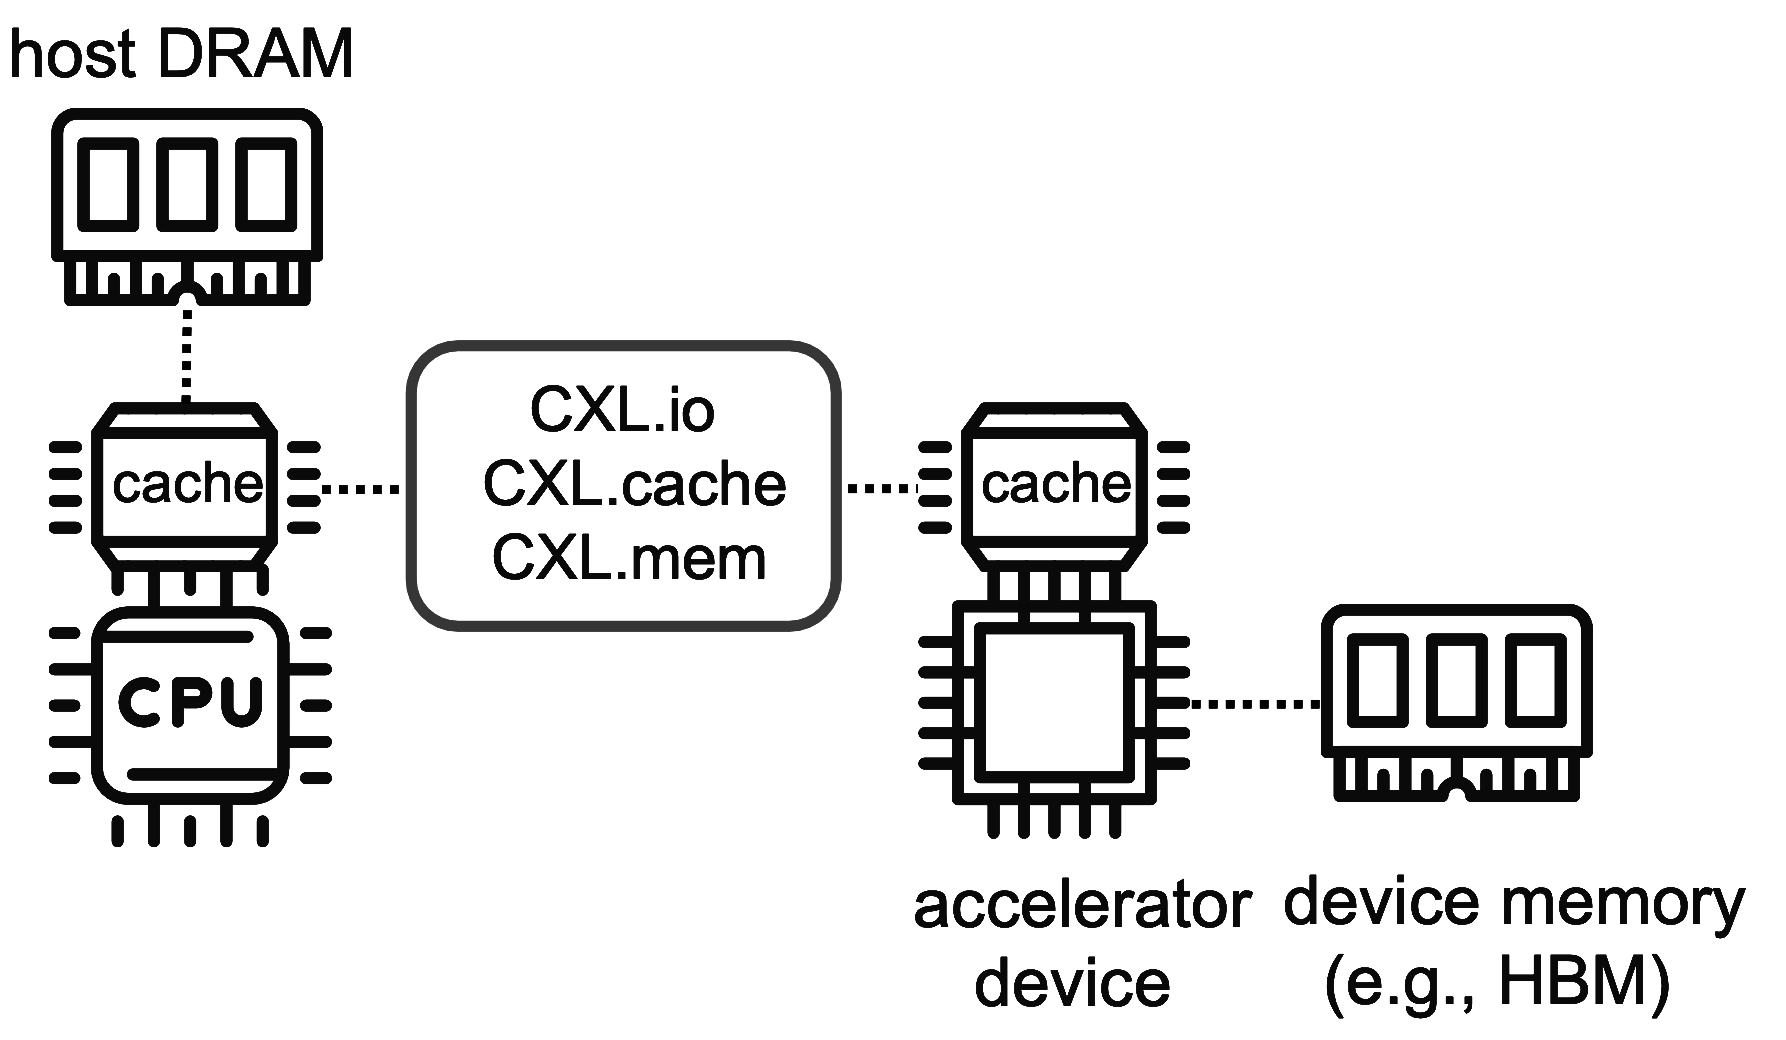 host DRAM
CXL.io
cache
CXL.cache
cache
CXL.mem
CPU
accelerator
device
device memory
(e.g., HBM)